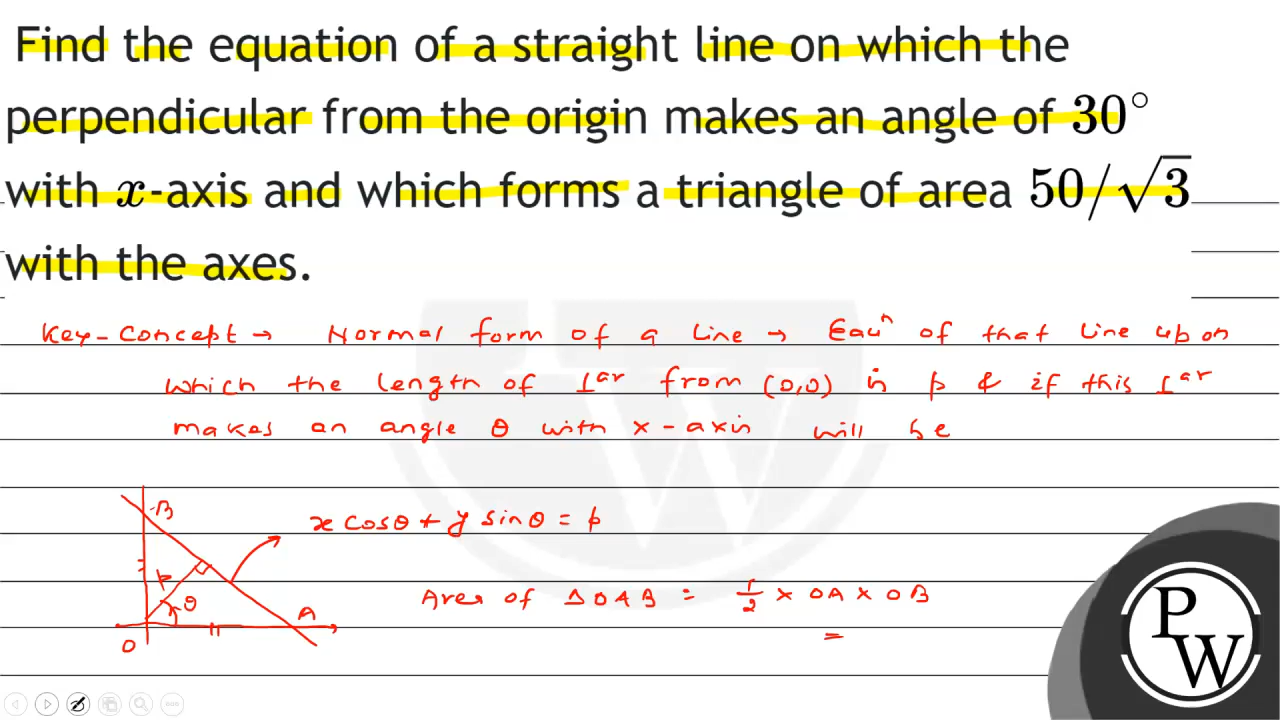 Find the equation of a straight line on which the
perpendicular from the origin makes an angle of 30°
with x-axis and which forms a triangle of area 50/√3
with the axes.
Key-Concept → Normal form of a Line → Equⁿ of that Line upon
which the length of ⊥ᵃʳ from (0,0) is p & if this ⊥ᵃʳ
makes an angle θ with x-axis will be
B
x cosθ + y sinθ = p
p
θ
A
O
Area of ΔOAB = 1/2 × OA × OB
=
P
W